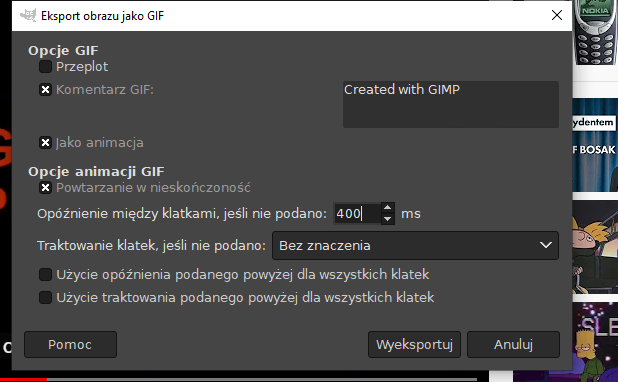 Eksport obrazu jako GIF
NOKIA
Opcje GIF
Przeplot
Komentarz GIF:
Created with GIMP
ydentem
F BOSAK
Jako animacja
Opcje animacji GIF
Powtarzanie w nieskończoność
Opóźnienie między klatkami, jeśli nie podano:
400
ms
Traktowanie klatek, jeśli nie podano:
Bez znaczenia
Użycie opóźnienia podanego powyżej dla wszystkich klatek
Użycie traktowania podanego powyżej dla wszystkich klatek
SLE
Pomoc
Wyeksportuj
Anuluj